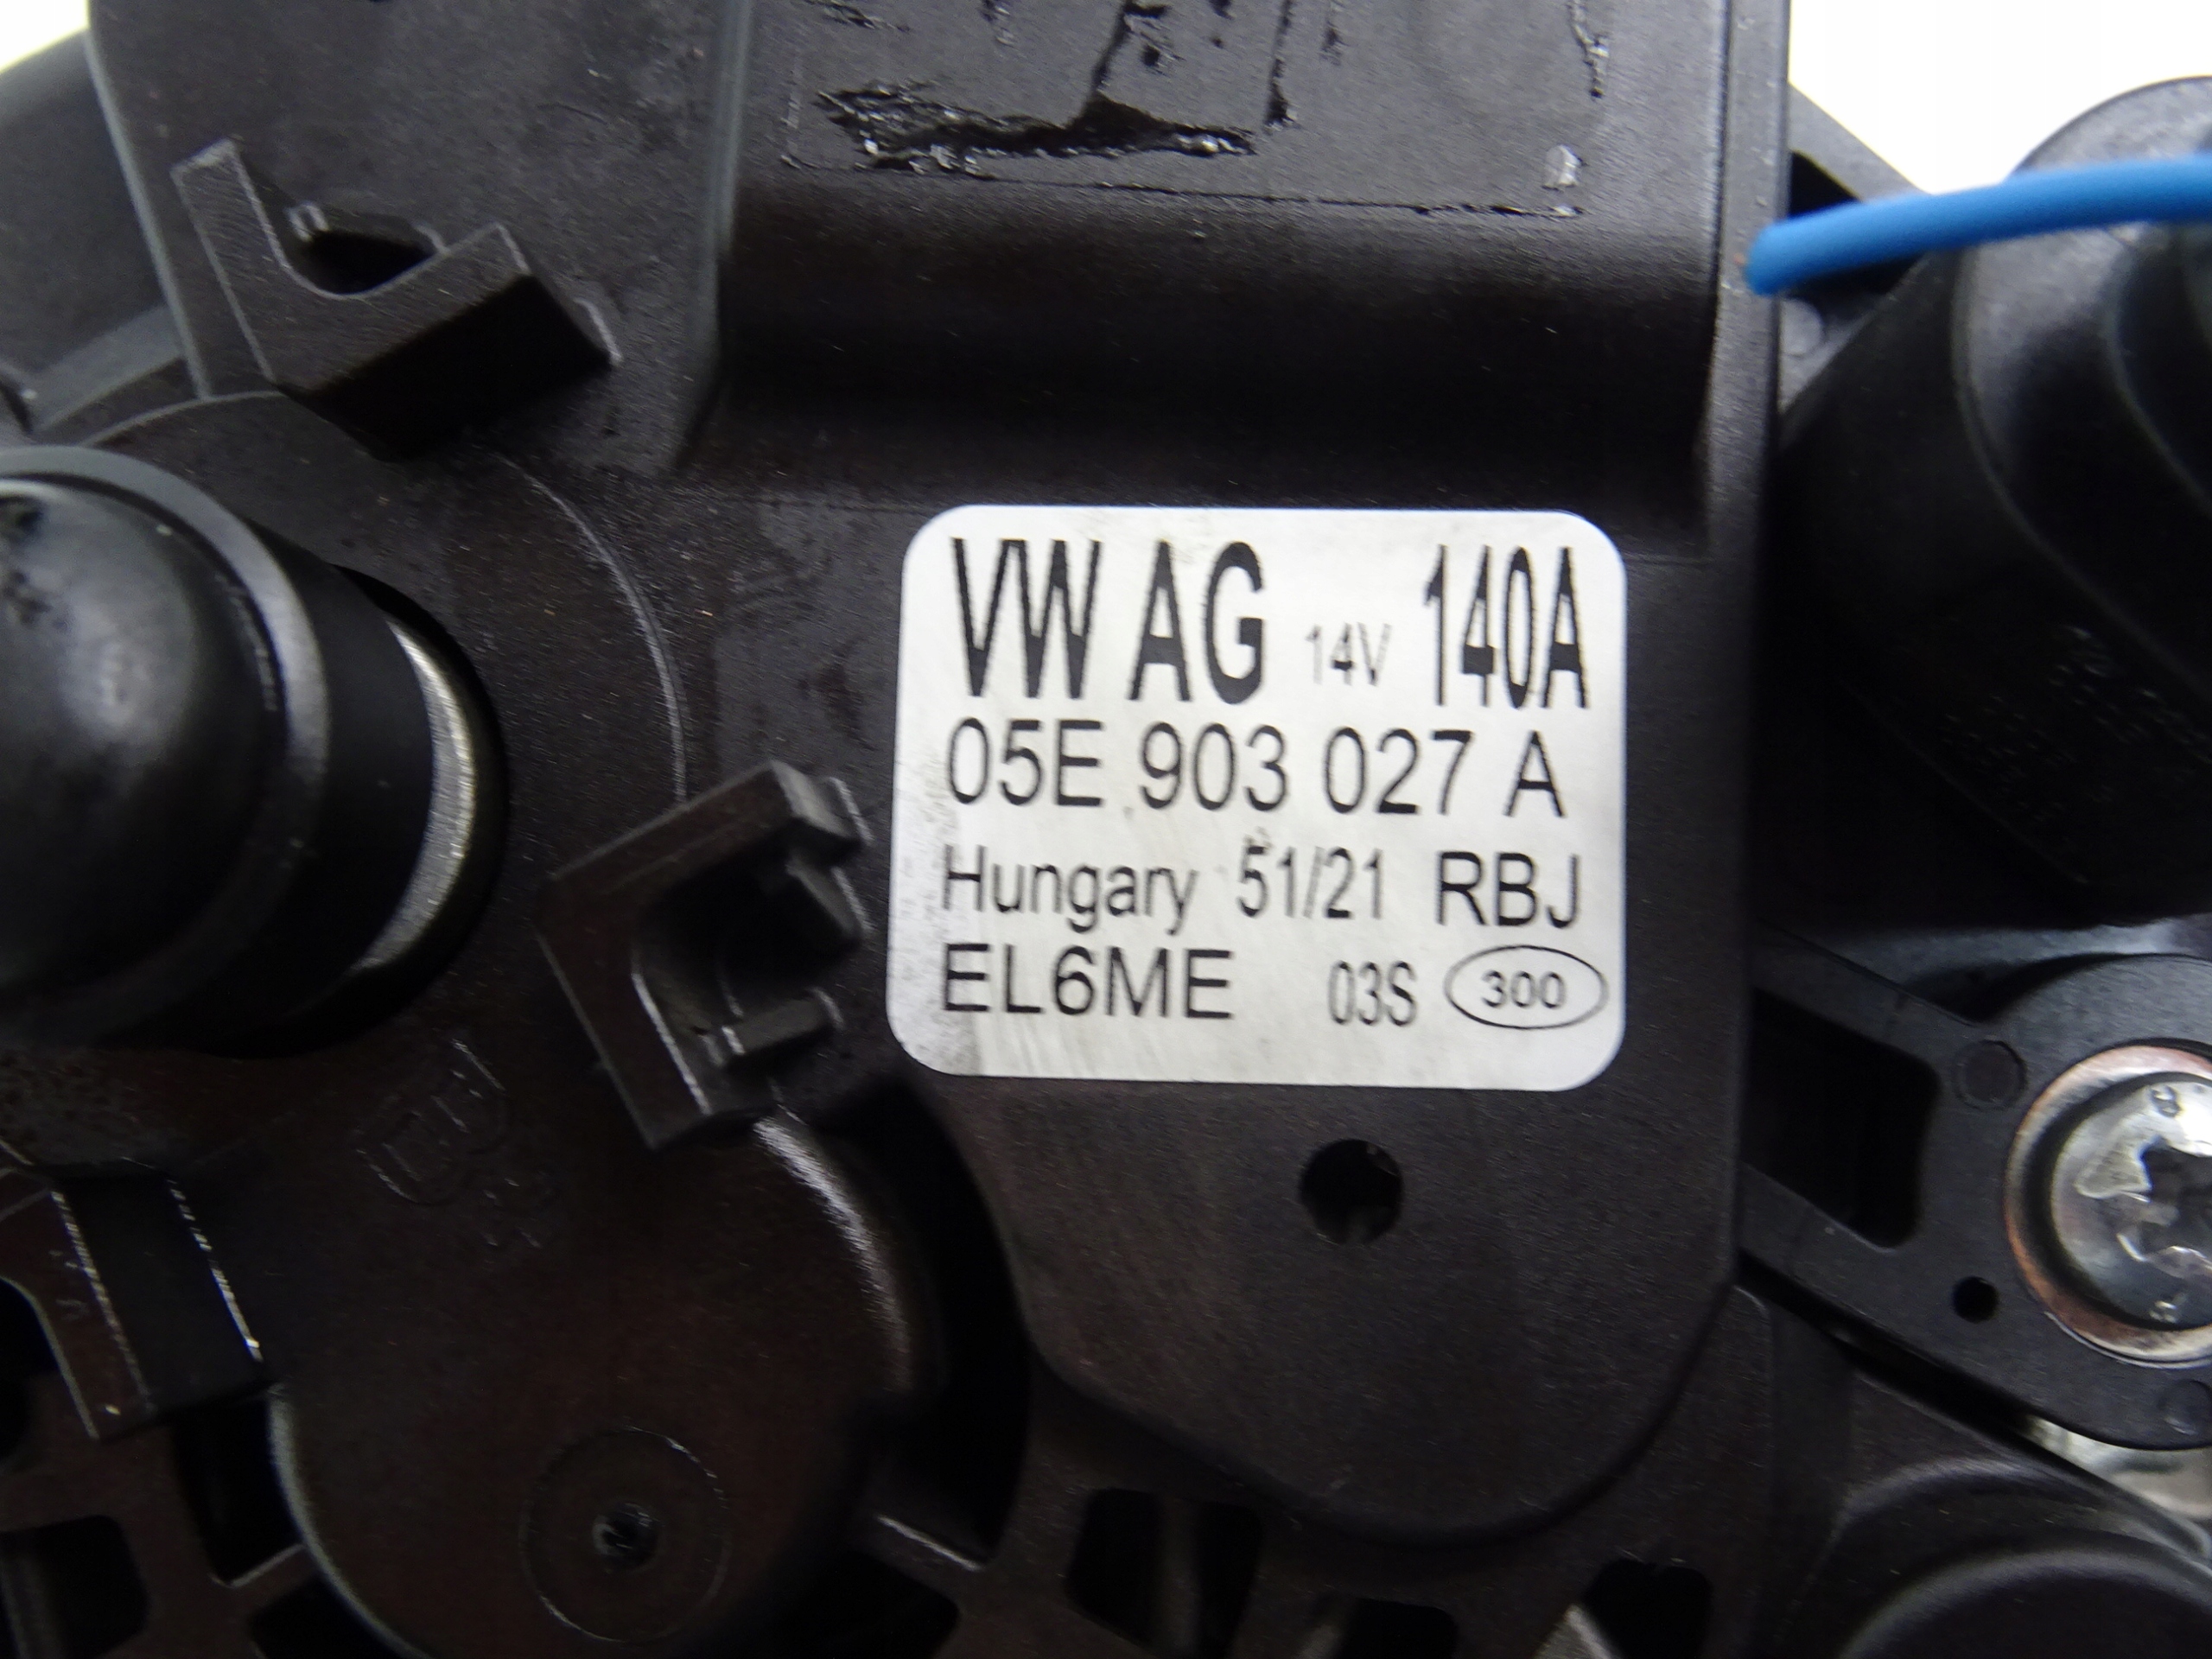 VW AG 14V 140A
05E 903 027 A
Hungary 51/21 RBJ
EL6ME 03S 300